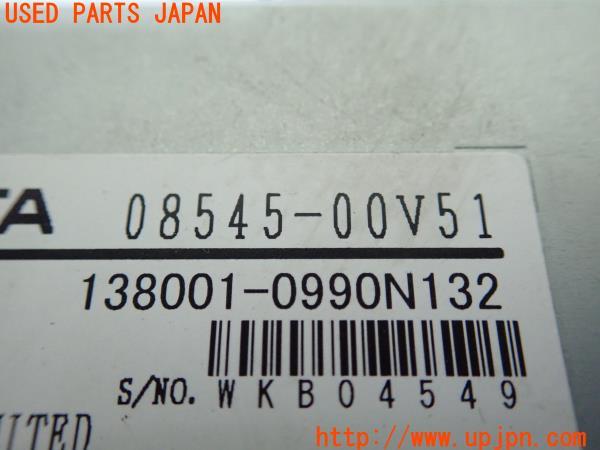 USED PARTS JAPAN
TA 08545-00V51
138001-0990N132
S/NO. WKB04549
http://www.upjpn.com/